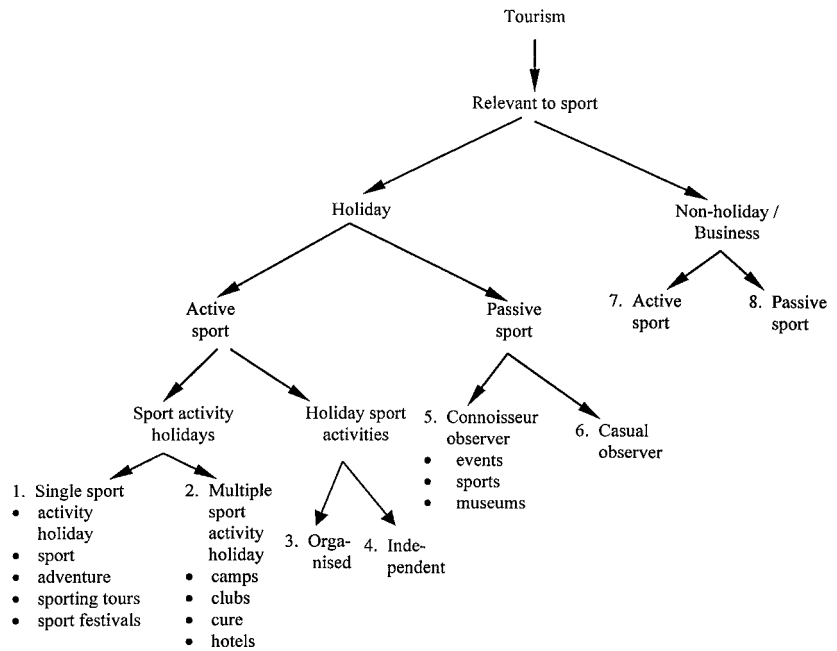 Tourism
Relevant to sport
Holiday
Non-holiday /
Business
7. Active
sport
8. Passive
sport
Active
sport
Passive
sport
Sport activity
holidays
Holiday sport
activities
5. Connoisseur
observer
• events
• sports
• museums
6. Casual
observer
1. Single sport
• activity
holiday
• sport
• adventure
• sporting tours
• sport festivals
2. Multiple
sport
activity
holiday
• camps
• clubs
• cure
• hotels
3. Orga-
nised
4. Inde-
pendent